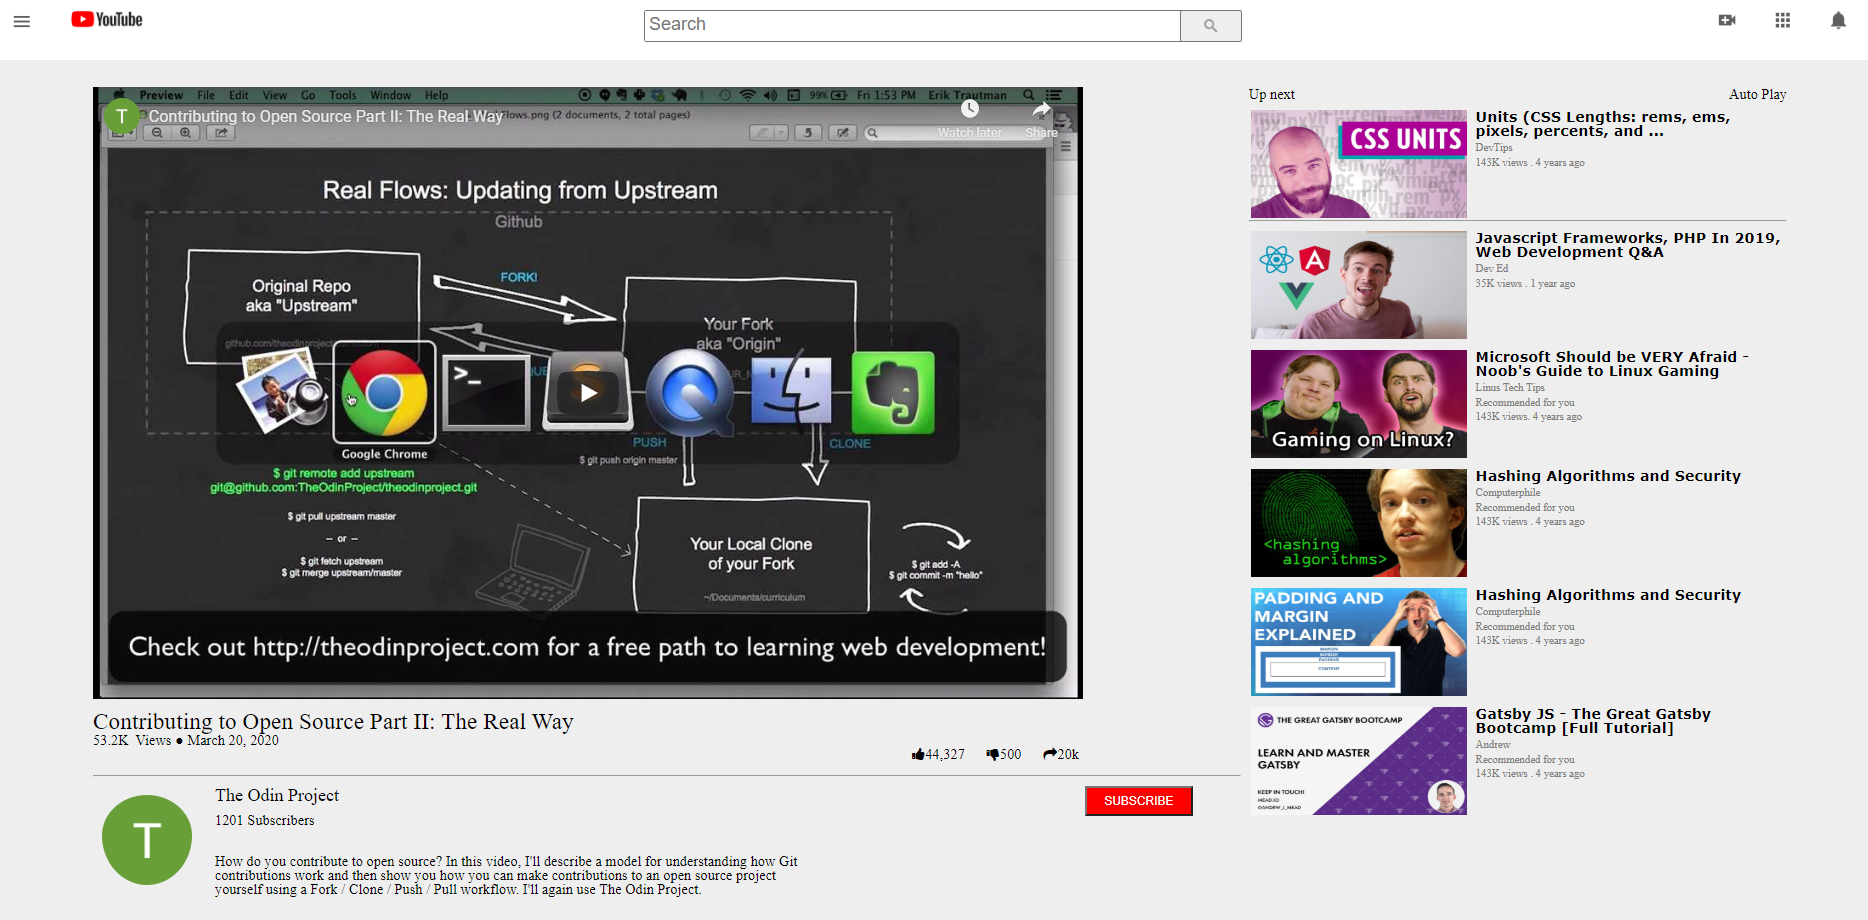 YouTube
Search
Preview File Edit View Go Tools Window Help
99% Fri 1:53 PM Erik Trautman
Contributing to Open Source Part II: The Real Way
Flows.png (2 documents, 2 total pages)
T
Watch later
Share
Real Flows: Updating from Upstream
Github
Original Repo
aka "Upstream"
FORK!
Your Fork
aka "Origin"
github.com/theodinproject
>_
Google Chrome
PUSH
CLONE
$ git push origin master
$ git remote add upstream
git@github.com:TheOdinProject/theodinproject.git
$ git pull upstream master
-- or --
$ git fetch upstream
$ git merge upstream/master
Your Local Clone
of your Fork
~/Documents/curriculum
$ git add -A
$ git commit -m "hello"
Check out http://theodinproject.com for a free path to learning web development!
Contributing to Open Source Part II: The Real Way
53.2K Views ● March 20, 2020
44,327 500 20k
T
The Odin Project
1201 Subscribers
SUBSCRIBE
How do you contribute to open source? In this video, I'll describe a model for understanding how Git
contributions work and then show you how you can make contributions to an open source project
yourself using a Fork / Clone / Push / Pull workflow. I'll again use The Odin Project.
Up next Auto Play
CSS UNITS
Units (CSS Lengths: rems, ems,
pixels, percents, and ...
DevTips
143K views . 4 years ago
A
Javascript Frameworks, PHP In 2019,
Web Development Q&A
Dev Ed
35K views . 1 year ago
Gaming on Linux?
Microsoft Should be VERY Afraid -
Noob's Guide to Linux Gaming
Linus Tech Tips
Recommended for you
143K views. 4 years ago
<hashing
algorithms>
Hashing Algorithms and Security
Computerphile
Recommended for you
143K views . 4 years ago
PADDING AND
MARGIN
EXPLAINED
MARGIN
BORDER
PADDING
CONTENT
Hashing Algorithms and Security
Computerphile
Recommended for you
143K views . 4 years ago
THE GREAT GATSBY BOOTCAMP
LEARN AND MASTER
GATSBY
KEEP IN TOUCH!
MEAD.IO
@ANDREW_J_MEAD
Gatsby JS - The Great Gatsby
Bootcamp [Full Tutorial]
Andrew
Recommended for you
143K views . 4 years ago